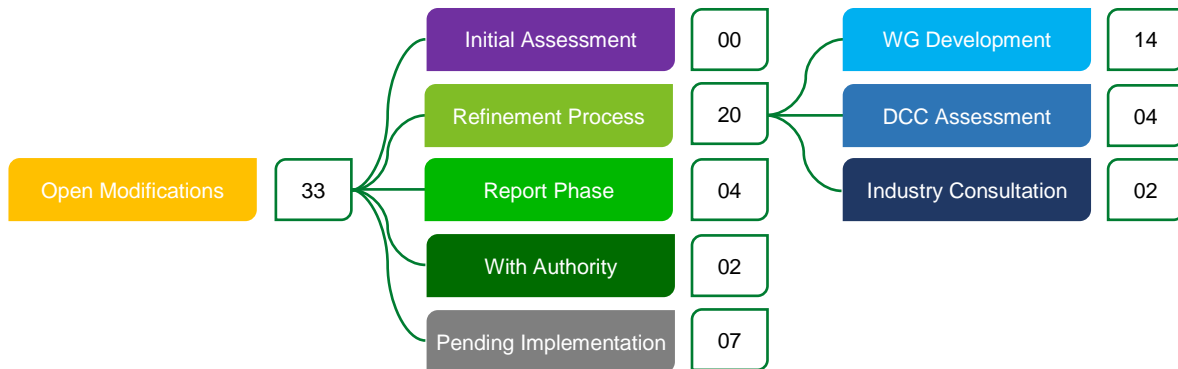 Initial Assessment 00
WG Development 14
Refinement Process 20
DCC Assessment 04
Open Modifications 33
Report Phase 04
Industry Consultation 02
With Authority 02
Pending Implementation 07